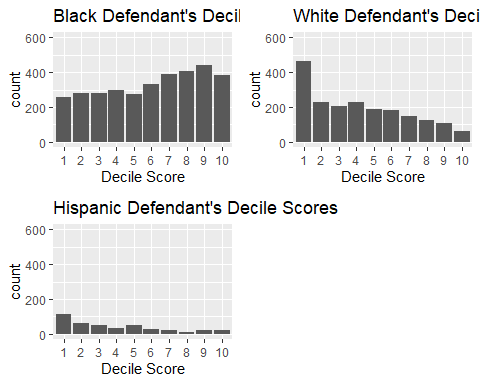 Black Defendant's Decil
600
400
200
0
count
1 2 3 4 5 6 7 8 9 10
Decile Score
White Defendant's Deci
600
400
200
0
count
1 2 3 4 5 6 7 8 9 10
Decile Score
Hispanic Defendant's Decile Scores
600
400
200
0
count
1 2 3 4 5 6 7 8 9 10
Decile Score